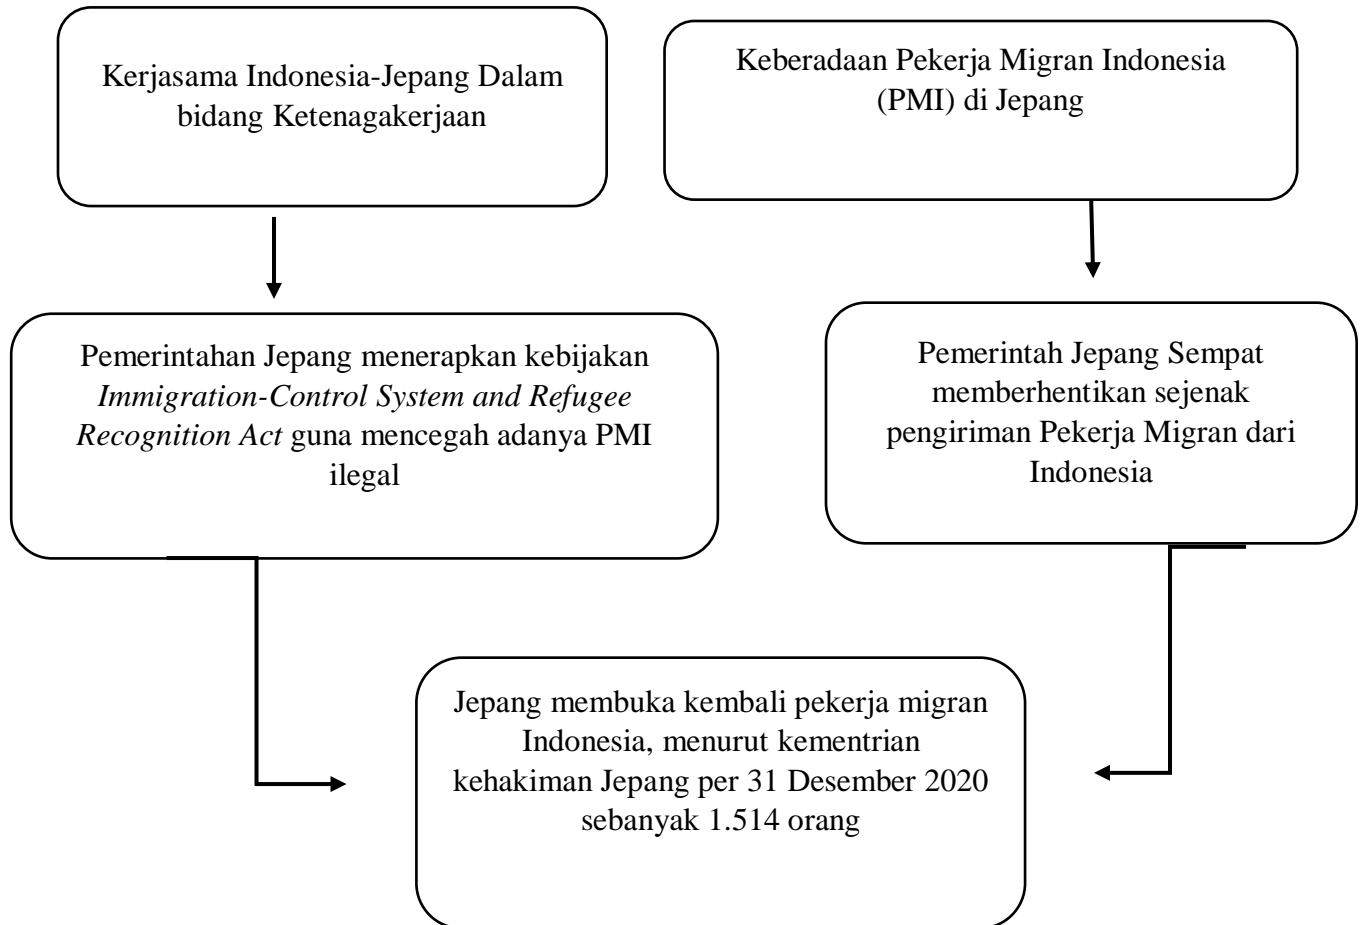 Kerjasama Indonesia-Jepang Dalam
bidang Ketenagakerjaan
Keberadaan Pekerja Migran Indonesia
(PMI) di Jepang
Pemerintahan Jepang menerapkan kebijakan
Immigration-Control System and Refugee
Recognition Act guna mencegah adanya PMI
ilegal
Pemerintah Jepang Sempat
memberhentikan sejenak
pengiriman Pekerja Migran dari
Indonesia
Jepang membuka kembali pekerja migran
Indonesia, menurut kementrian
kehakiman Jepang per 31 Desember 2020
sebanyak 1.514 orang